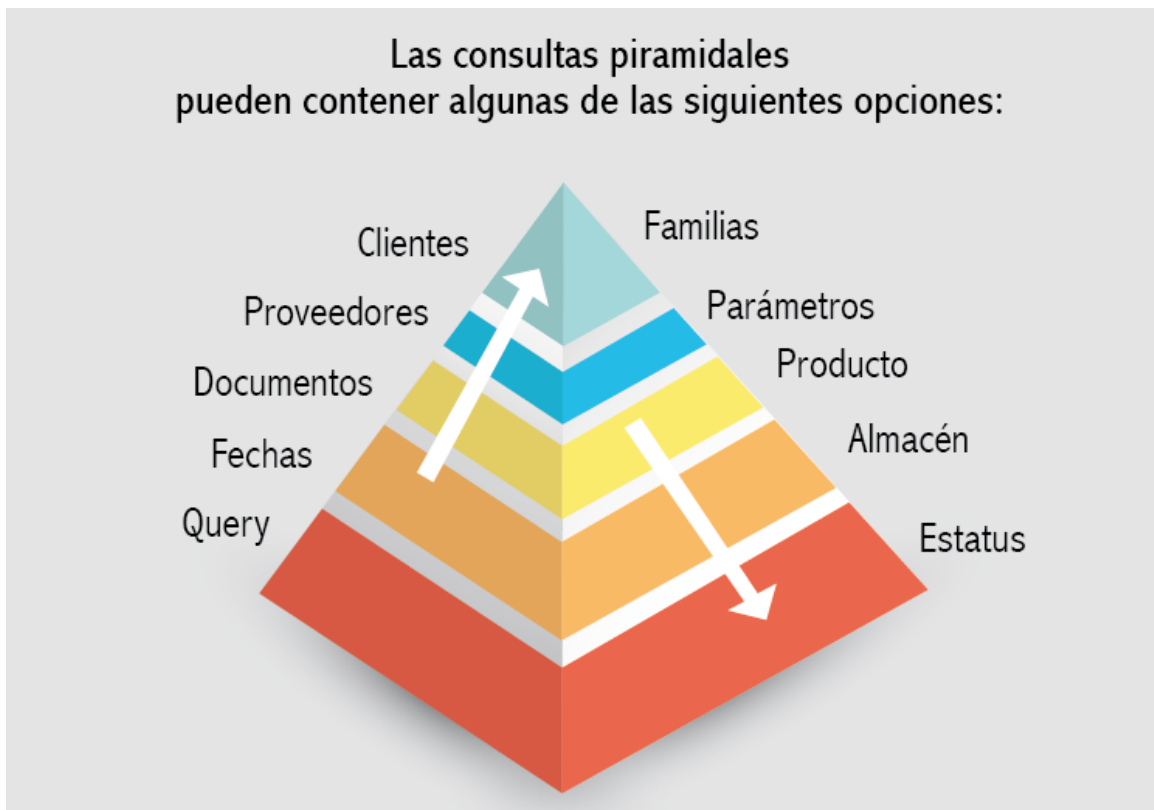 Las consultas piramidales
pueden contener algunas de las siguientes opciones:
Clientes
Familias
Proveedores
Parámetros
Documentos
Producto
Fechas
Almacén
Query
Estatus